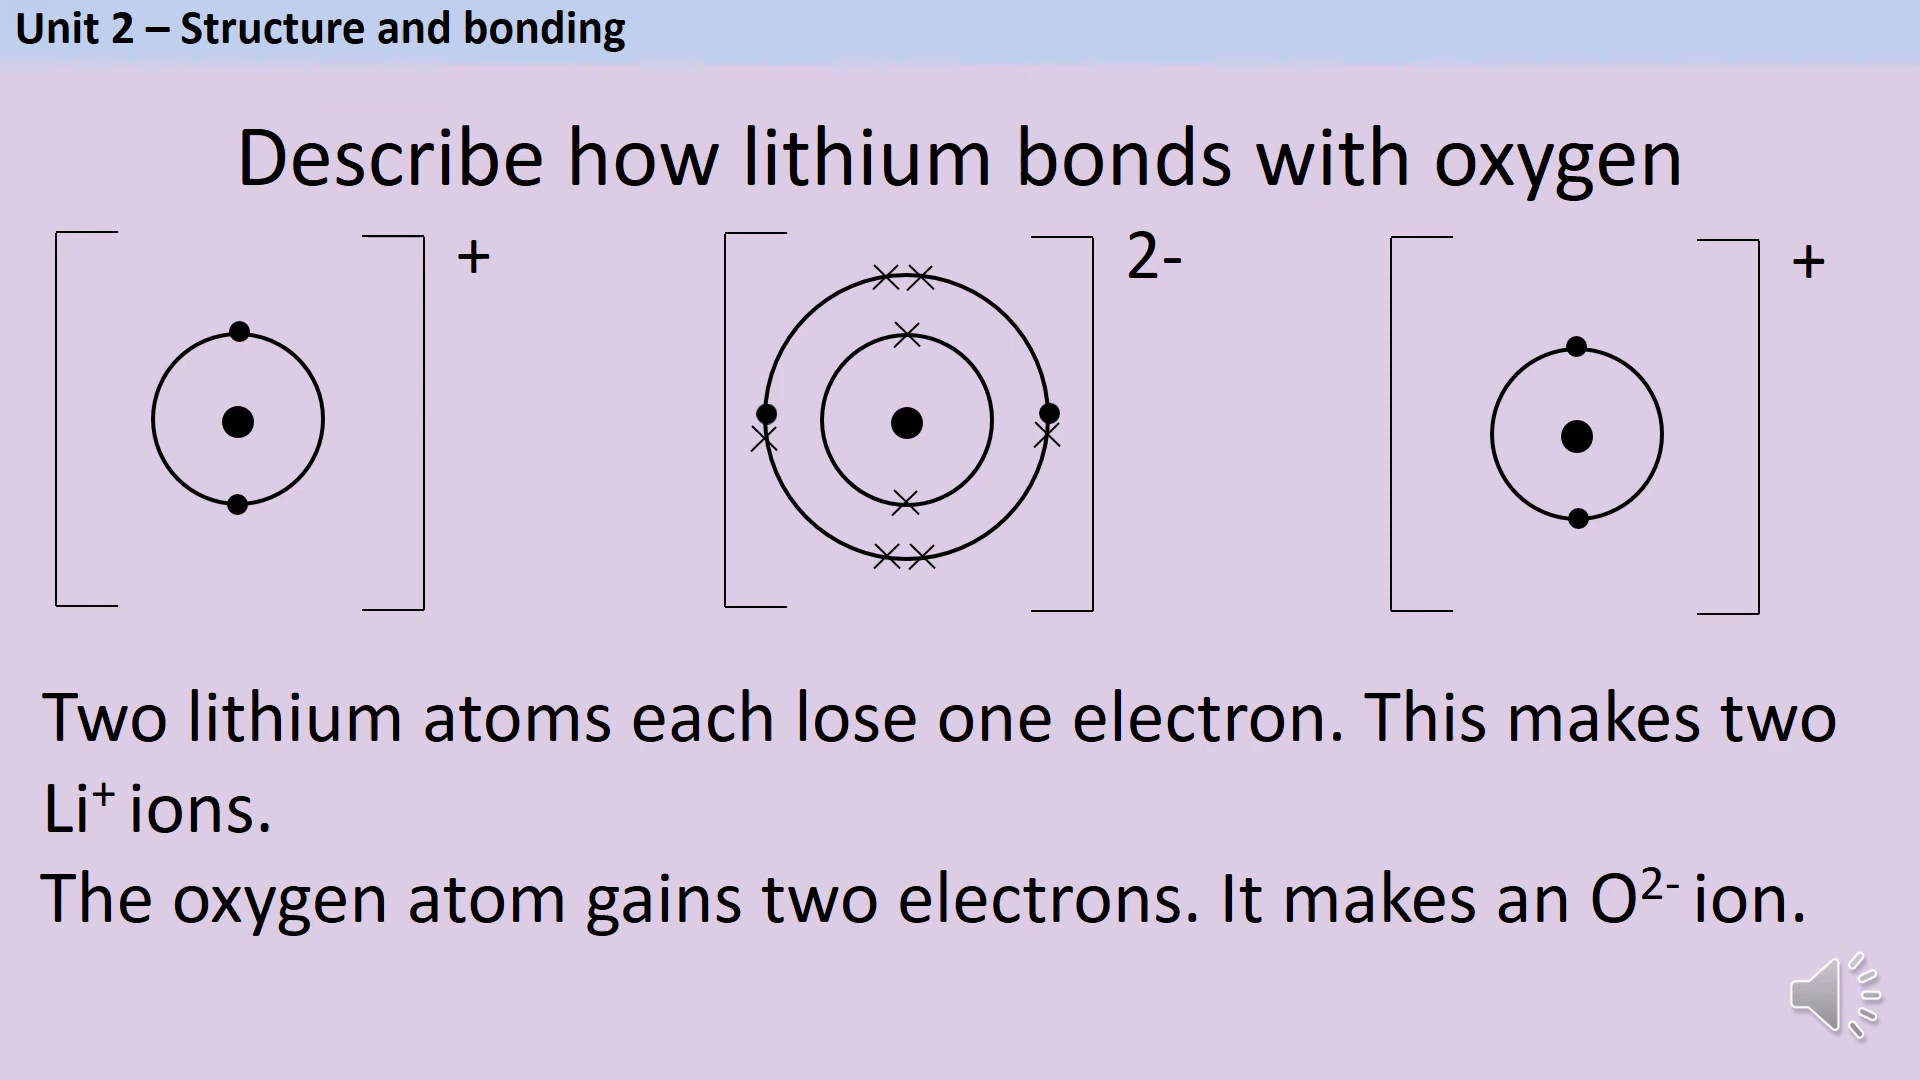 Unit 2 – Structure and bonding
Describe how lithium bonds with oxygen
+ 2- +
Two lithium atoms each lose one electron. This makes two
Li⁺ ions.
The oxygen atom gains two electrons. It makes an O²⁻ ion.